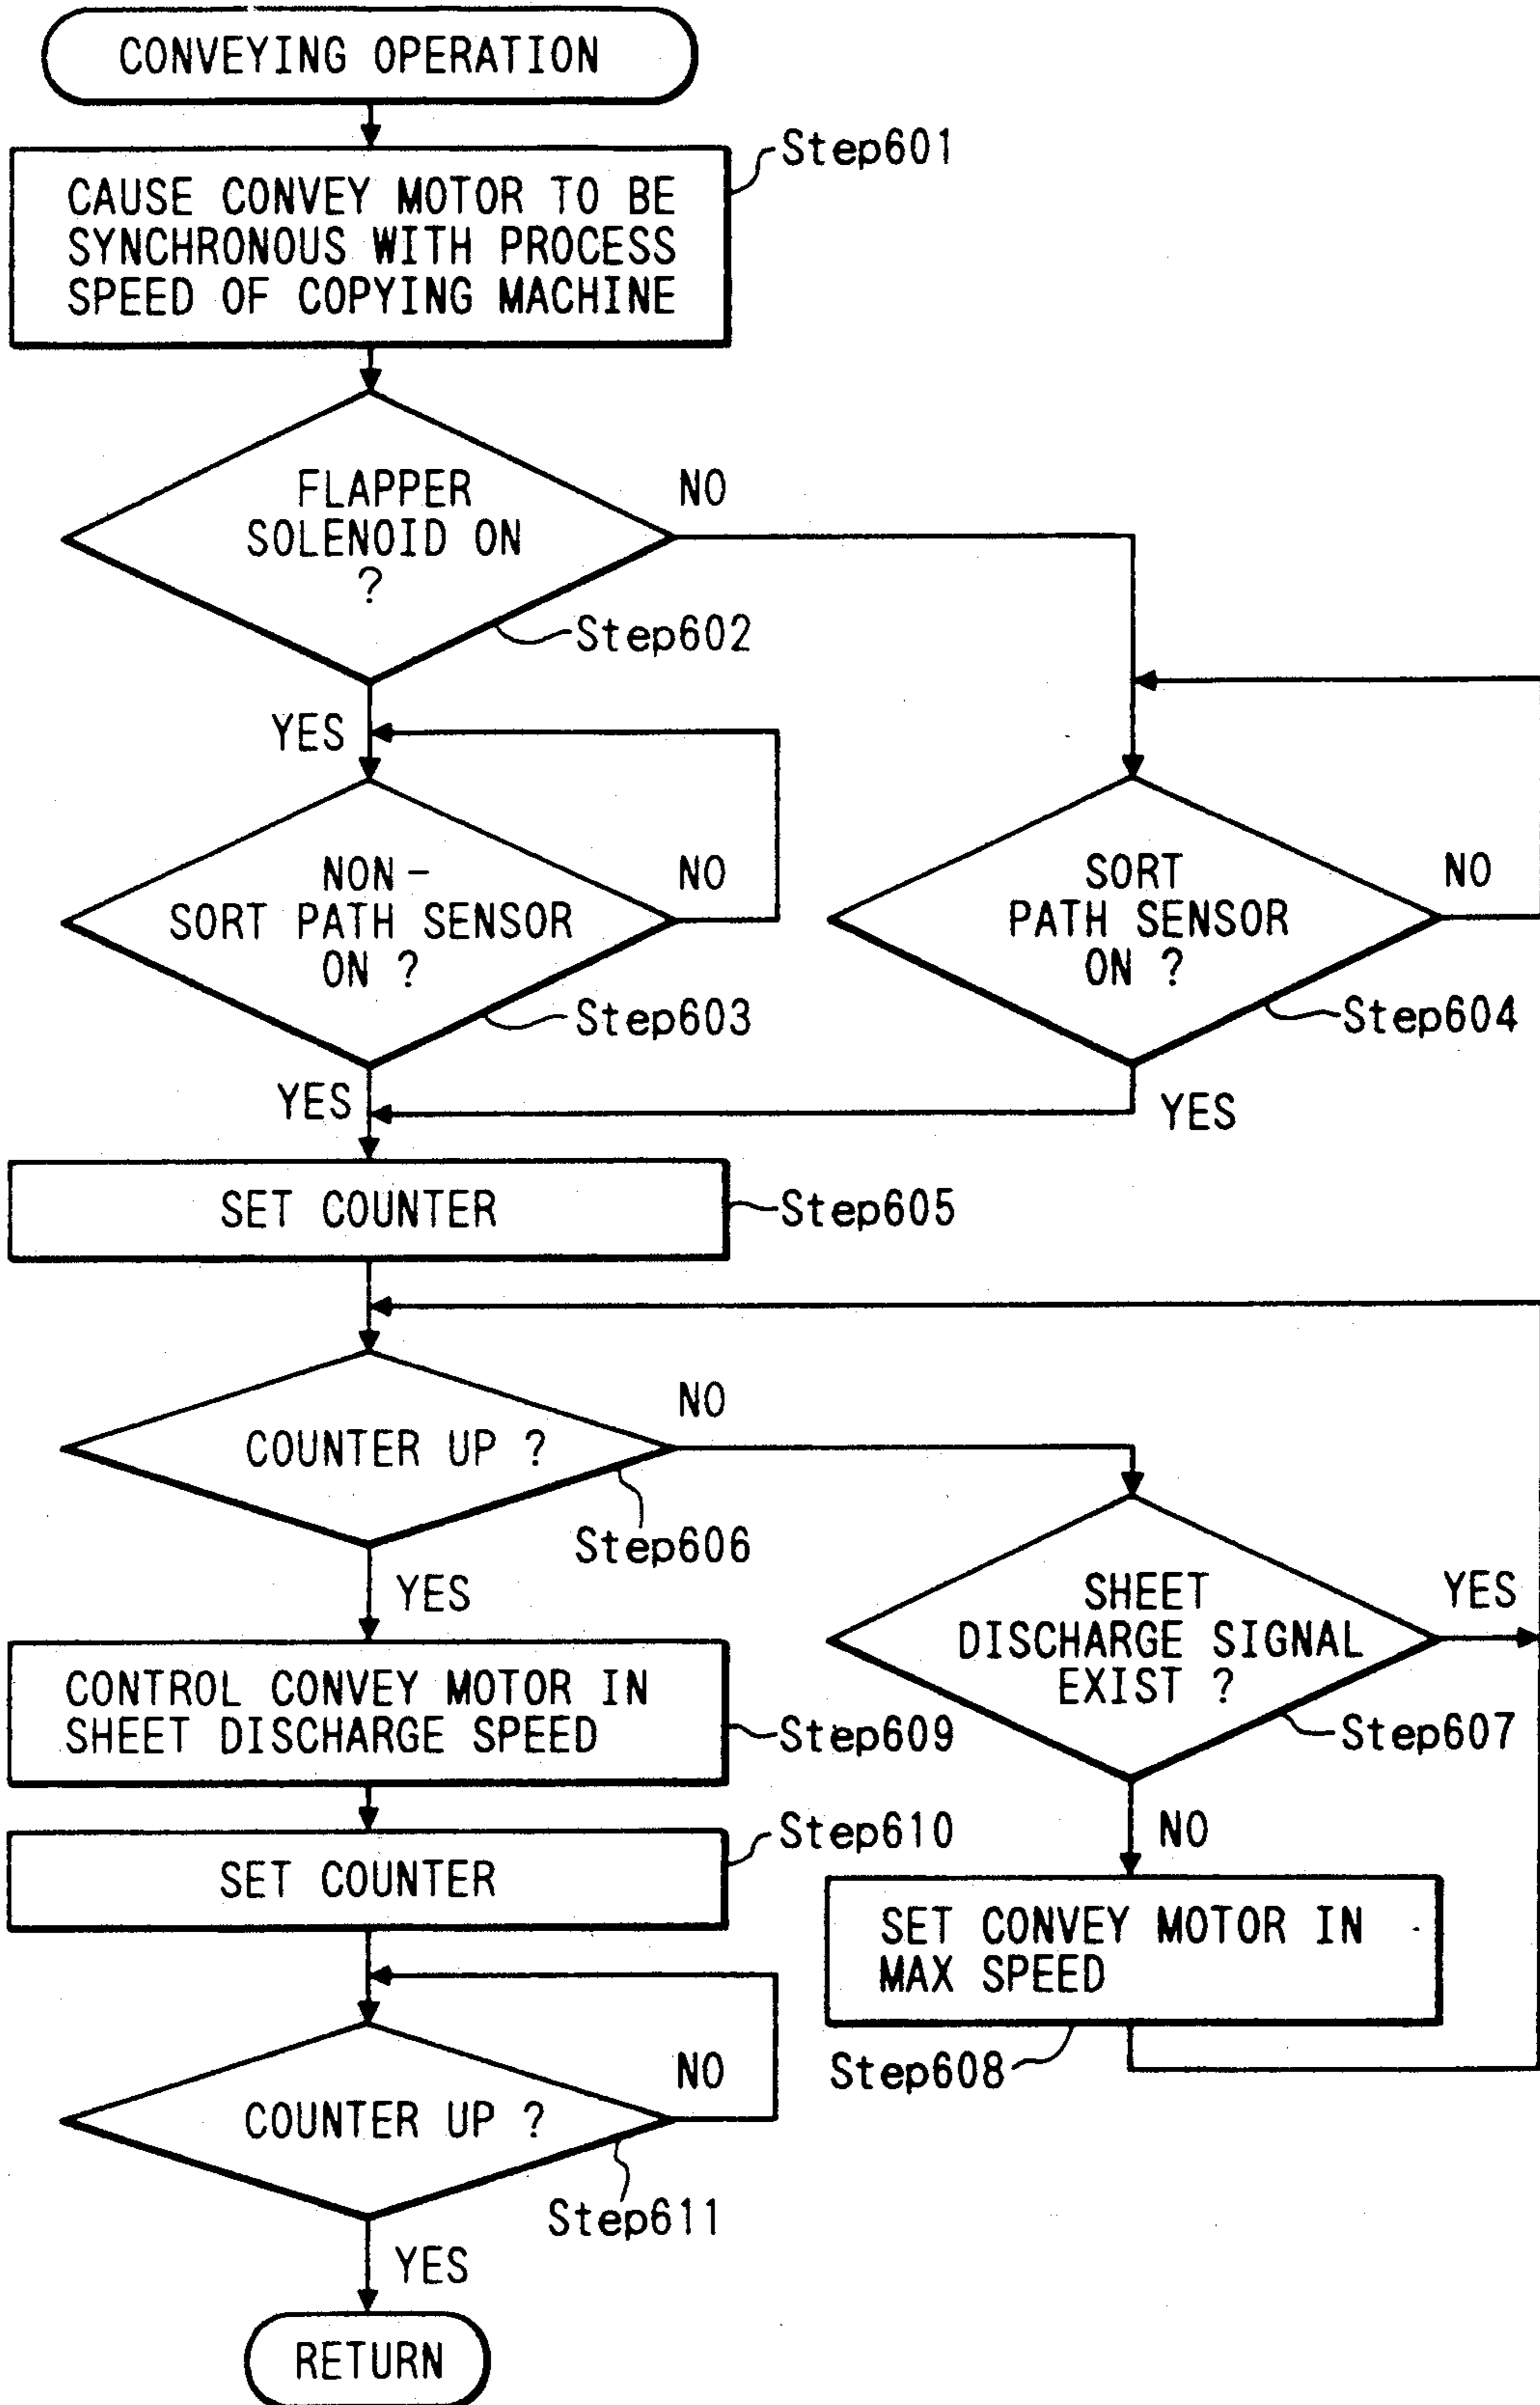 CONVEYING OPERATION
Step601
CAUSE CONVEY MOTOR TO BE
SYNCHRONOUS WITH PROCESS
SPEED OF COPYING MACHINE
FLAPPER
SOLENOID ON
?
NO
Step602
YES
NON-
SORT PATH SENSOR
ON ?
NO
Step603
YES
SORT
PATH SENSOR
ON ?
NO
Step604
YES
SET COUNTER
Step605
COUNTER UP ?
NO
Step606
YES
SHEET
DISCHARGE SIGNAL
EXIST ?
YES
Step607
NO
CONTROL CONVEY MOTOR IN
SHEET DISCHARGE SPEED
Step609
SET CONVEY MOTOR IN
MAX SPEED
Step608
SET COUNTER
Step610
COUNTER UP ?
NO
Step611
YES
RETURN